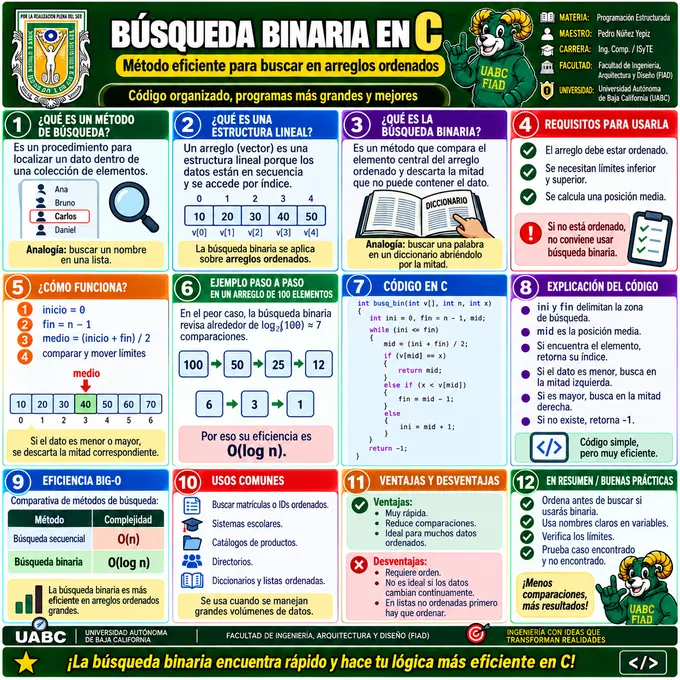 POR LA REALIZACIÓN PLENA DEL SER
BÚSQUEDA BINARIA EN C
Método eficiente para buscar en arreglos ordenados
Código organizado, programas más grandes y mejores
UABC
FIAD
MATERIA: Programación Estructurada
MAESTRO: Pedro Núñez Yepiz
CARRERA: Ing. Comp. / ISyTE
FACULTAD: Facultad de Ingeniería,
Arquitectura y Diseño (FIAD)
UNIVERSIDAD: Universidad Autónoma
de Baja California (UABC)
1 ¿QUÉ ES UN MÉTODO
DE BÚSQUEDA?
Es un procedimiento para
localizar un dato dentro de
una colección de elementos.
Ana
Bruno
Carlos
Daniel
Analogía: buscar un nombre
en una lista.
2 ¿QUÉ ES UNA
ESTRUCTURA LINEAL?
Un arreglo (vector) es una
estructura lineal porque los
datos están en secuencia
y se accede por índice.
0 1 2 3 4
10 20 30 40 50
v[0] v[1] v[2] v[3] v[4]
La búsqueda binaria se aplica
sobre arreglos ordenados.
3 ¿QUÉ ES LA
BÚSQUEDA BINARIA?
Es un método que compara el
elemento central del arreglo
ordenado y descarta la mitad
que no puede contener el dato.
DICCIONARIO
Analogía: buscar una palabra
en un diccionario abriéndolo
por la mitad.
4 REQUISITOS PARA USARLA
El arreglo debe estar ordenado.
Se necesitan límites inferior
y superior.
Se calcula una posición media.
Si no está ordenado,
no conviene usar
búsqueda binaria.
5 ¿CÓMO FUNCIONA?
1 inicio = 0
2 fin = n - 1
3 medio = (inicio + fin) / 2
4 comparar y mover límites
medio
10 20 30 40 50 60 70
0 1 2 3 4 5 6
Si el dato es menor o mayor,
se descarta la mitad correspondiente.
6 EJEMPLO PASO A PASO
EN UN ARREGLO DE 100 ELEMENTOS
En el peor caso, la búsqueda binaria
revisa alrededor de log₂(100) ≈ 7
comparaciones.
100 → 50 → 25 → 12
6 → 3 → 1
Por eso su eficiencia es
O(log n).
7 CÓDIGO EN C
int busq_bin(int v[], int n, int x)
{
int ini = 0, fin = n - 1, mid;
while (ini <= fin)
{
mid = (ini + fin) / 2;
if (v[mid] == x)
{
return mid;
}
else if (x < v[mid])
{
fin = mid - 1;
}
else
{
ini = mid + 1;
}
}
return -1;
}
8 EXPLICACIÓN DEL CÓDIGO
ini y fin delimitan la zona
de búsqueda.
mid es la posición media.
Si encuentra el elemento,
retorna su índice.
Si el dato es menor, busca en
la mitad izquierda.
Si es mayor, busca en la mitad
derecha.
Si no existe, retorna -1.
</>
Código simple,
pero muy eficiente.
9 EFICIENCIA BIG-O
Comparativa de métodos de búsqueda:
Método Complejidad
Búsqueda secuencial O(n)
Búsqueda binaria O(log n)
La búsqueda binaria es más
eficiente en arreglos ordenados
grandes.
10 USOS COMUNES
Buscar matrículas o IDs ordenados.
Sistemas escolares.
Catálogos de productos.
Directorios.
Diccionarios y listas ordenadas.
Se usa cuando se manejan
grandes volúmenes de datos.
11 VENTAJAS Y DESVENTAJAS
Ventajas:
• Muy rápida.
• Reduce comparaciones.
• Ideal para muchos datos
ordenados.
Desventajas:
• Requiere orden.
• No es ideal si los datos
cambian continuamente.
• En listas no ordenadas primero
hay que ordenar.
12 EN RESUMEN / BUENAS PRÁCTICAS
Ordena antes de buscar si
usarás binaria.
Usa nombres claros en variables.
Verifica los límites.
Prueba caso encontrado
y no encontrado.
¡Menos
comparaciones,
más resultados!
UABC
FIAD
UABC
UNIVERSIDAD AUTÓNOMA
DE BAJA CALIFORNIA
FACULTAD DE INGENIERÍA, ARQUITECTURA Y DISEÑO (FIAD)
INGENIERÍA CON IDEAS QUE
TRANSFORMAN REALIDADES
¡La búsqueda binaria encuentra rápido y hace tu lógica más eficiente en C!
</>